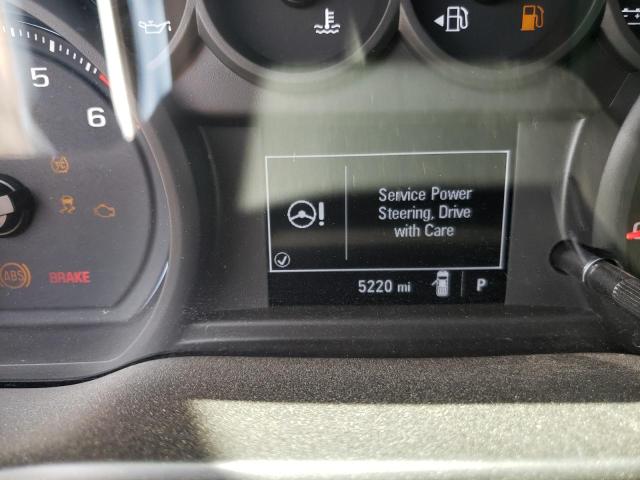 5
6
Service Power
Steering, Drive
with Care
ABS
BRAKE
5220 mi
P